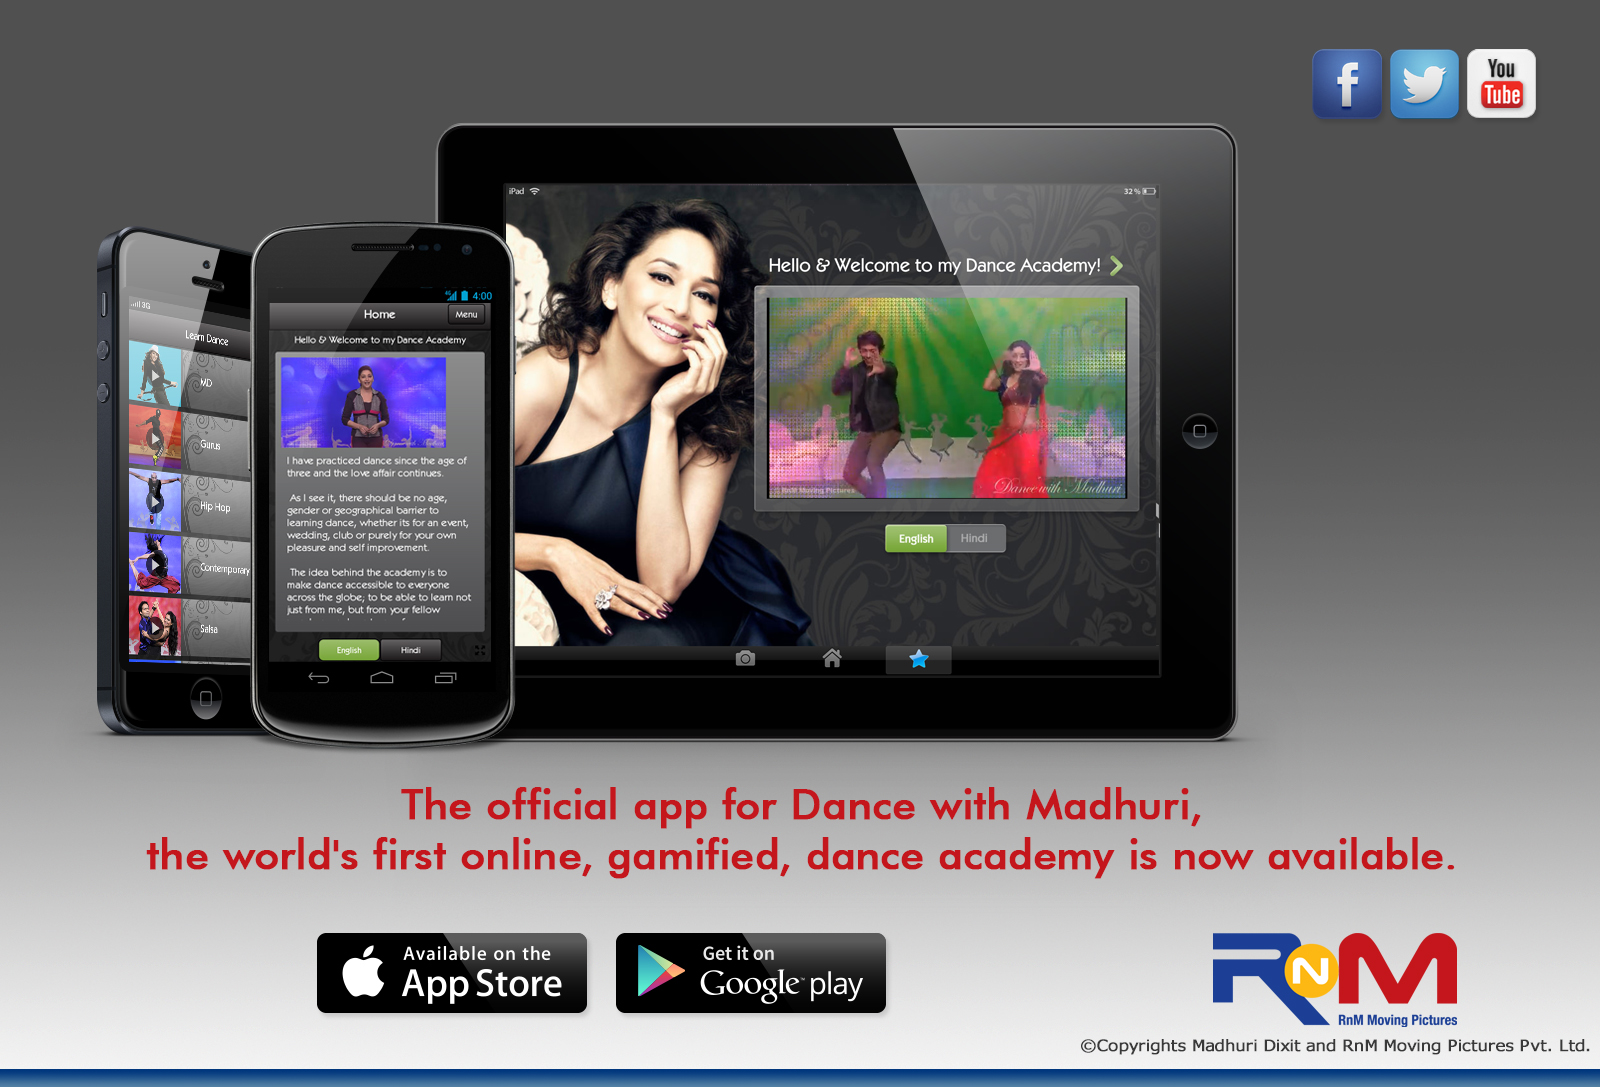 You
Tube
iPad
32 %
Hello & Welcome to my Dance Academy!
© RnM Moving Pictures
Dance with Madhuri
English
Hindi
3G
Learn Dance
MD
Gurus
Hip Hop
Contemporary
Salsa
4G
4:00
Home
Menu
Hello & Welcome to my Dance Academy
I have practiced dance since the age of
three and the love affair continues.
As I see it, there should be no age,
gender or geographical barrier to
learning dance, whether its for an event,
wedding, club or purely for your own
pleasure and self improvement.
The idea behind the academy is to
make dance accessible to everyone
across the globe; to be able to learn not
just from me, but from your fellow
English
Hindi
The official app for Dance with Madhuri,
the world's first online, gamified, dance academy is now available.
Available on the
App Store
Get it on
Google™ play
RNM
RnM Moving Pictures
©Copyrights Madhuri Dixit and RnM Moving Pictures Pvt. Ltd.